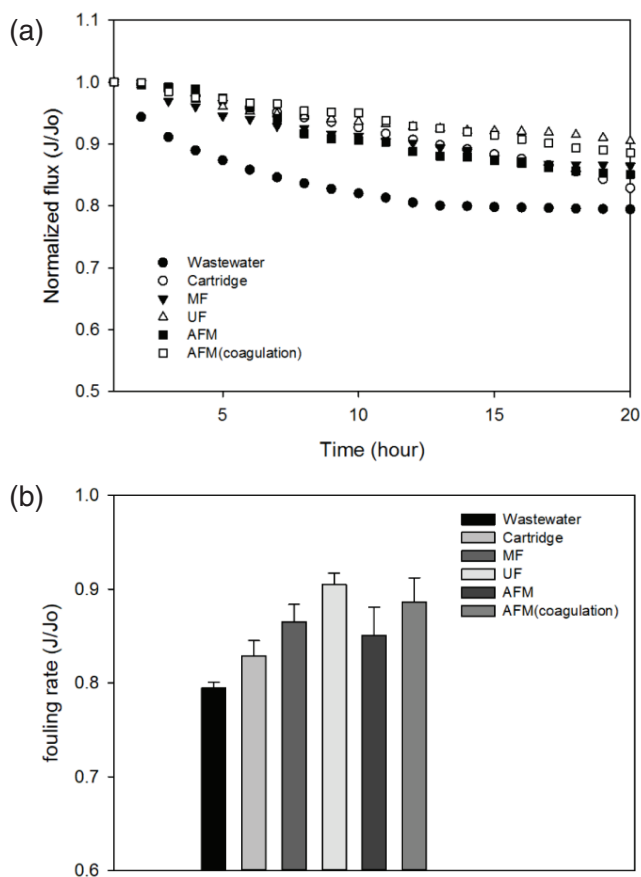 (a)
1.1
1.0
0.9
0.8
0.7
0.6
0.5
Normalized flux (J/Jo)
Wastewater
Cartridge
MF
UF
AFM
AFM(coagulation)
5
10
15
20
Time (hour)
(b)
1.0
0.9
0.8
0.7
0.6
fouling rate (J/Jo)
Wastewater
Cartridge
MF
UF
AFM
AFM(coagulation)